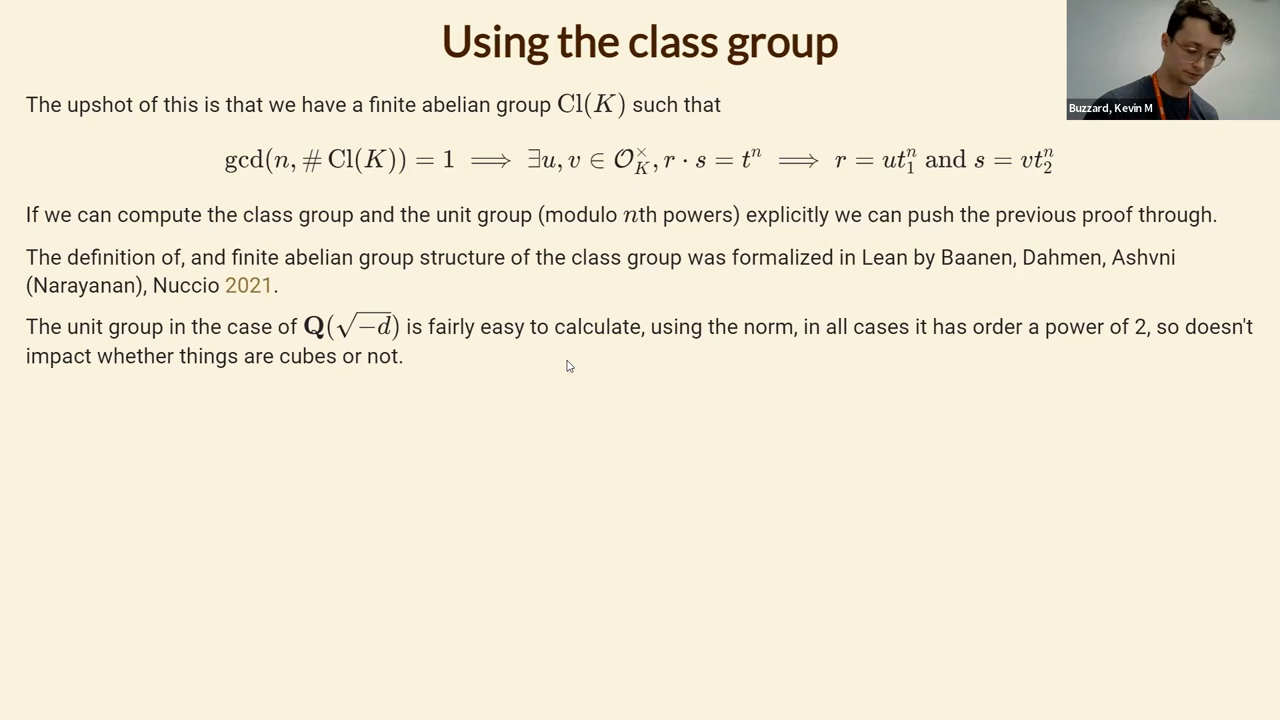 Using the class group
Buzzard, Kevin M
The upshot of this is that we have a finite abelian group Cl(K) such that
gcd(n, # Cl(K)) = 1 ⟹ ∃u, v ∈ 𝒪_K^×, r · s = t^n ⟹ r = ut_1^n and s = vt_2^n
If we can compute the class group and the unit group (modulo nth powers) explicitly we can push the previous proof through.
The definition of, and finite abelian group structure of the class group was formalized in Lean by Baanen, Dahmen, Ashvni
(Narayanan), Nuccio 2021.
The unit group in the case of Q(√−d) is fairly easy to calculate, using the norm, in all cases it has order a power of 2, so doesn't
impact whether things are cubes or not.